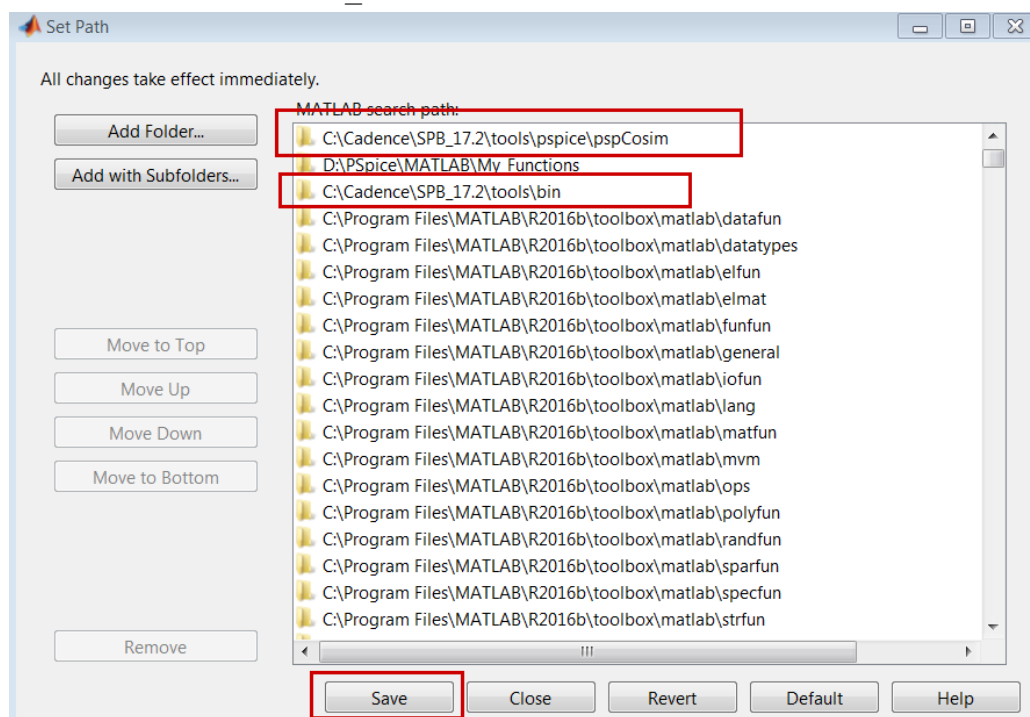 Set Path
All changes take effect immediately.
MATLAB search path:
Add Folder...
Add with Subfolders...
Move to Top
Move Up
Move Down
Move to Bottom
Remove
C:\Cadence\SPB_17.2\tools\pspice\pspCosim
D:\PSpice\MATLAB\My Functions
C:\Cadence\SPB_17.2\tools\bin
C:\Program Files\MATLAB\R2016b\toolbox\matlab\datafun
C:\Program Files\MATLAB\R2016b\toolbox\matlab\datatypes
C:\Program Files\MATLAB\R2016b\toolbox\matlab\elfun
C:\Program Files\MATLAB\R2016b\toolbox\matlab\elmat
C:\Program Files\MATLAB\R2016b\toolbox\matlab\funfun
C:\Program Files\MATLAB\R2016b\toolbox\matlab\general
C:\Program Files\MATLAB\R2016b\toolbox\matlab\iofun
C:\Program Files\MATLAB\R2016b\toolbox\matlab\lang
C:\Program Files\MATLAB\R2016b\toolbox\matlab\matfun
C:\Program Files\MATLAB\R2016b\toolbox\matlab\mvm
C:\Program Files\MATLAB\R2016b\toolbox\matlab\ops
C:\Program Files\MATLAB\R2016b\toolbox\matlab\polyfun
C:\Program Files\MATLAB\R2016b\toolbox\matlab\randfun
C:\Program Files\MATLAB\R2016b\toolbox\matlab\sparfun
C:\Program Files\MATLAB\R2016b\toolbox\matlab\specfun
C:\Program Files\MATLAB\R2016b\toolbox\matlab\strfun
Save Close Revert Default Help